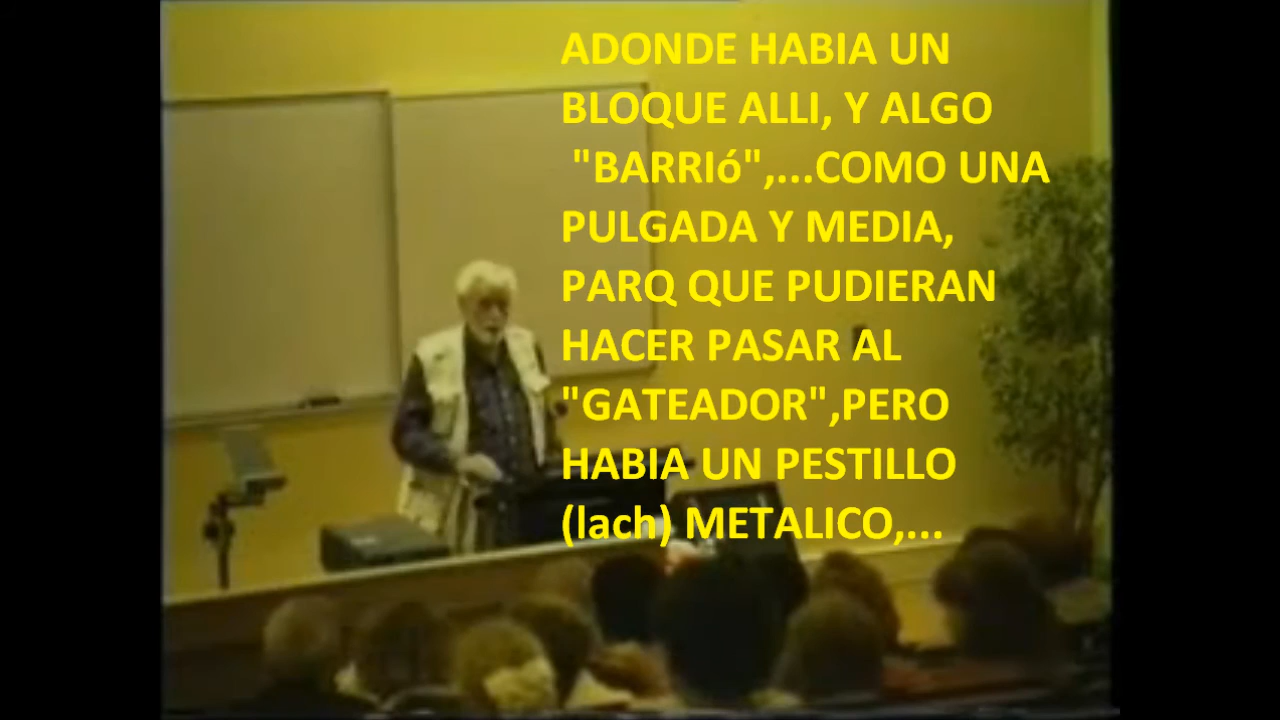 ADONDE HABIA UN
BLOQUE ALLI, Y ALGO
"BARRIó",...COMO UNA
PULGADA Y MEDIA,
PARQ QUE PUDIERAN
HACER PASAR AL
"GATEADOR",PERO
HABIA UN PESTILLO
(lach) METALICO,...